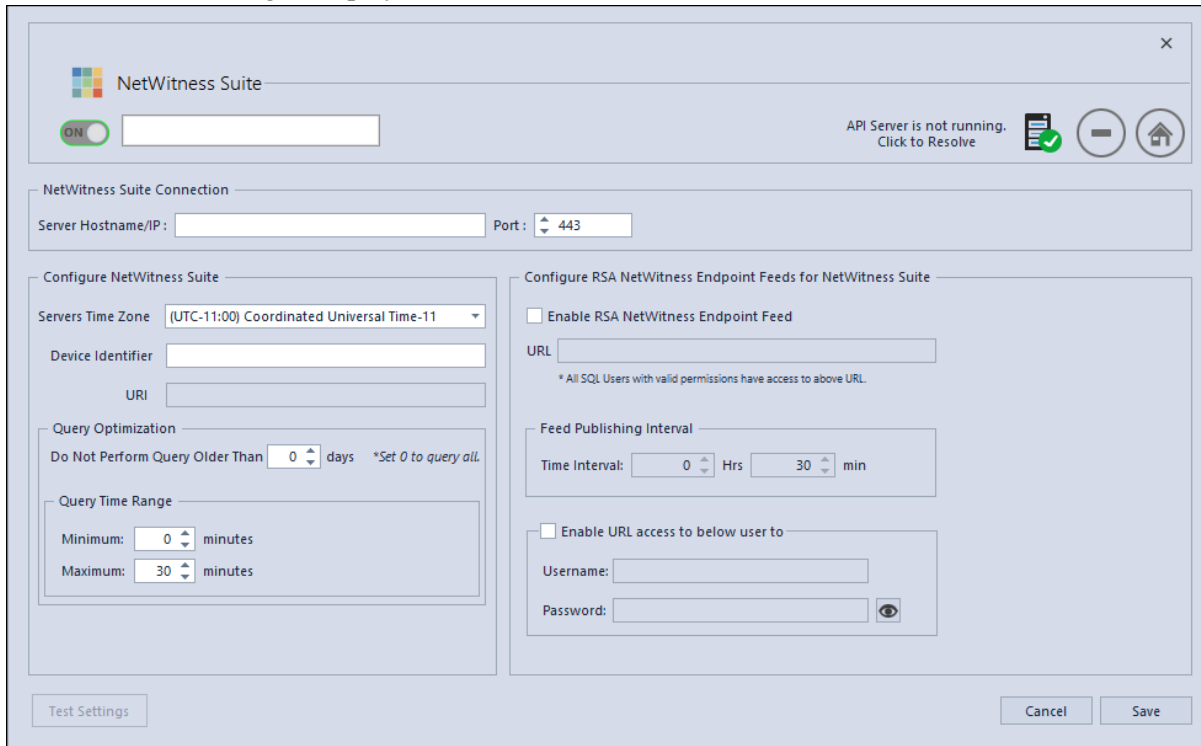 NetWitness Suite
ON
API Server is not running.
Click to Resolve
NetWitness Suite Connection
Server Hostname/IP :
Port :
443
Configure NetWitness Suite
Servers Time Zone
(UTC-11:00) Coordinated Universal Time-11
Device Identifier
URI
Query Optimization
Do Not Perform Query Older Than 0 days *Set 0 to query all.
Query Time Range
Minimum: 0 minutes
Maximum: 30 minutes
Configure RSA NetWitness Endpoint Feeds for NetWitness Suite
Enable RSA NetWitness Endpoint Feed
URL
* All SQL Users with valid permissions have access to above URL.
Feed Publishing Interval
Time Interval: 0 Hrs 30 min
Enable URL access to below user to
Username:
Password:
Test Settings
Cancel
Save